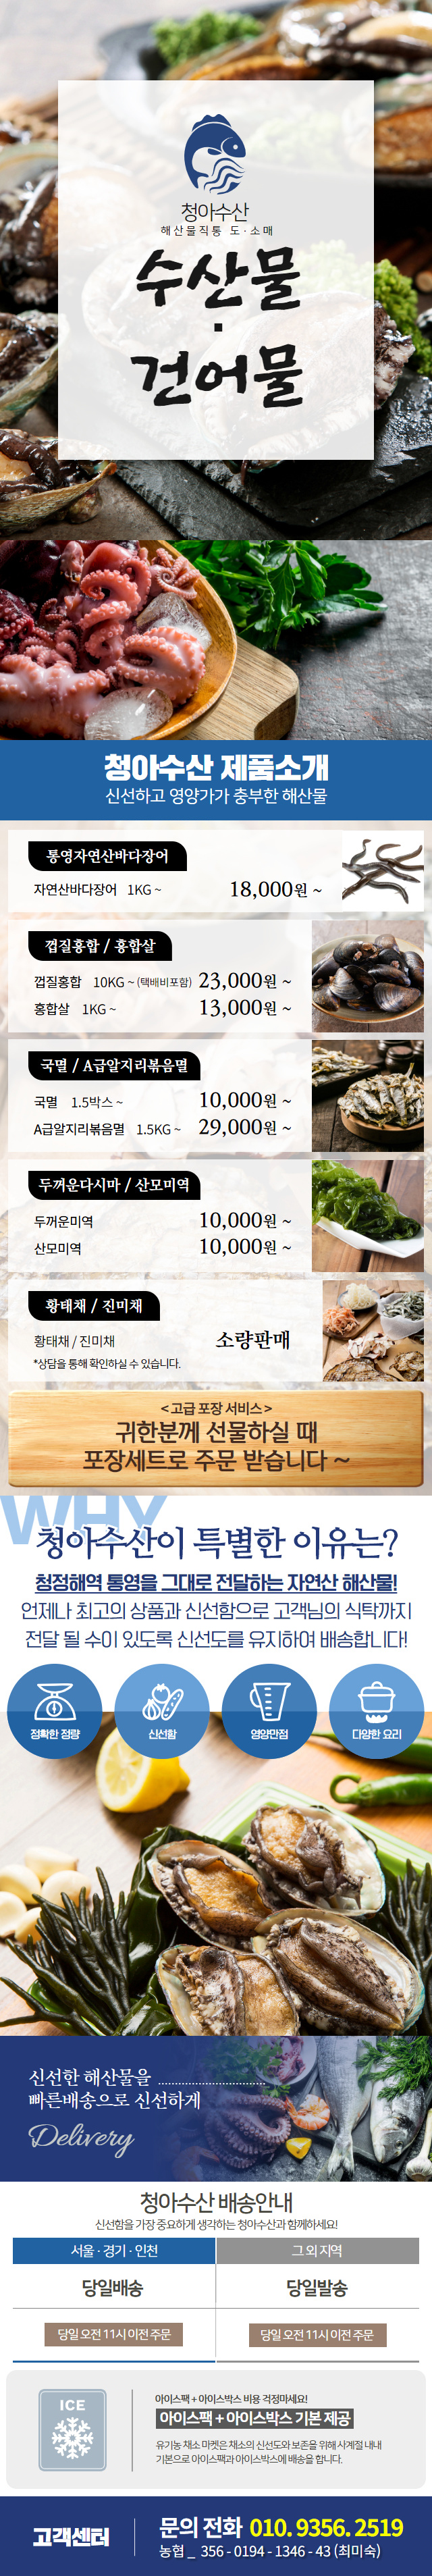 청아수산
해산물직통 도·소매
수산물
·
건어물
청아수산 제품소개
신선하고 영양가가 충부한 해산물
통영자연산바다장어
자연산바다장어 1KG ~ 18,000원 ~
껍질홍합 / 홍합살
껍질홍합 10KG ~ (택배비포함) 23,000원 ~
홍합살 1KG ~ 13,000원 ~
국멸 / A급알지리볶음멸
국멸 1.5박스 ~ 10,000원 ~
A급알지리볶음멸 1.5KG ~ 29,000원 ~
두꺼운다시마 / 산모미역
두꺼운미역 10,000원 ~
산모미역 10,000원 ~
황태채 / 진미채
황태채 / 진미채 소량판매
*상담을 통해 확인하실 수 있습니다.
< 고급 포장 서비스 >
귀한분께 선물하실 때
포장세트로 주문 받습니다 ~
WHY
청아수산이 특별한 이유는?
청정해역 통영을 그대로 전달하는 자연산 해산물!
언제나 최고의 상품과 신선함으로 고객님의 식탁까지
전달 될 수이 있도록 신선도를 유지하여 배송합니다!
정확한 정량 신선함 영양만점 다양한 요리
신선한 해산물을
빠른배송으로 신선하게
Delivery
청아수산 배송안내
신선함을 가장 중요하게 생각하는 청아수산과 함께하세요!
서울 · 경기 · 인천 그 외 지역
당일배송 당일발송
당일 오전 11시 이전 주문 당일 오전 11시 이전 주문
ICE
아이스팩 + 아이스박스 비용 걱정마세요!
아이스팩 + 아이스박스 기본 제공
유기농 채소 마켓은 채소의 신선도와 보존을 위해 사계절 내내
기본으로 아이스팩과 아이스박스에 배송을 합니다.
고객센터
문의 전화 010. 9356. 2519
농협 _ 356 - 0194 - 1346 - 43 (최미숙)